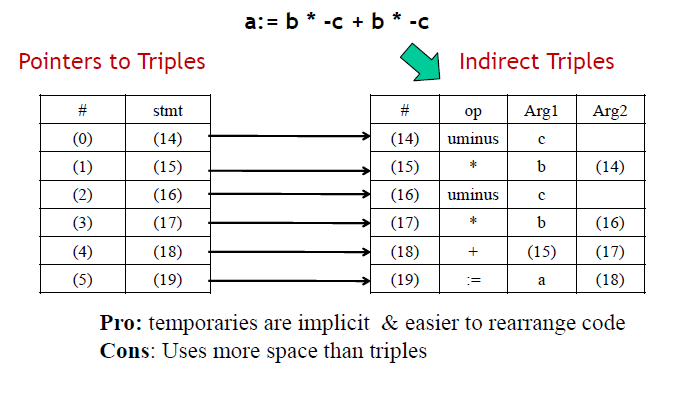 a:= b * -c + b * -c
Pointers to Triples
Indirect Triples
# stmt
(0) (14)
(1) (15)
(2) (16)
(3) (17)
(4) (18)
(5) (19)
# op Arg1 Arg2
(14) uminus c
(15) * b (14)
(16) uminus c
(17) * b (16)
(18) + (15) (17)
(19) := a (18)
Pro: temporaries are implicit & easier to rearrange code
Cons: Uses more space than triples